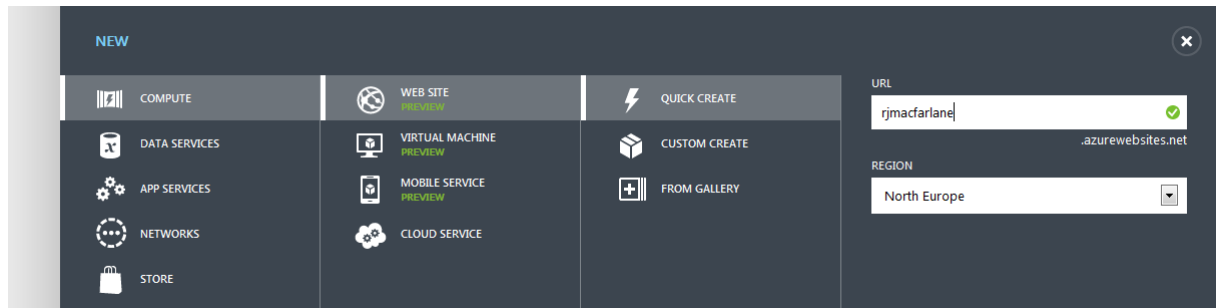 NEW
COMPUTE
DATA SERVICES
APP SERVICES
NETWORKS
STORE
WEB SITE
PREVIEW
VIRTUAL MACHINE
PREVIEW
MOBILE SERVICE
PREVIEW
CLOUD SERVICE
QUICK CREATE
CUSTOM CREATE
FROM GALLERY
URL
rjmacfarlane
.azurewebsites.net
REGION
North Europe